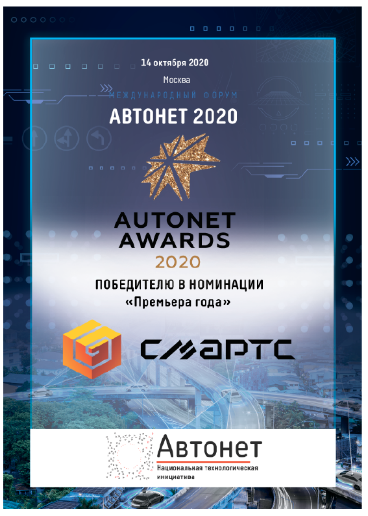 14 октября 2020
Москва
МЕЖДУНАРОДНЫЙ ФОРУМ
АВТОНЕТ 2020
AUTONET
AWARDS
2020
ПОБЕДИТЕЛЮ В НОМИНАЦИИ
«Премьера года»
СМАРТС
Автонет
Национальная технологическая
инициатива